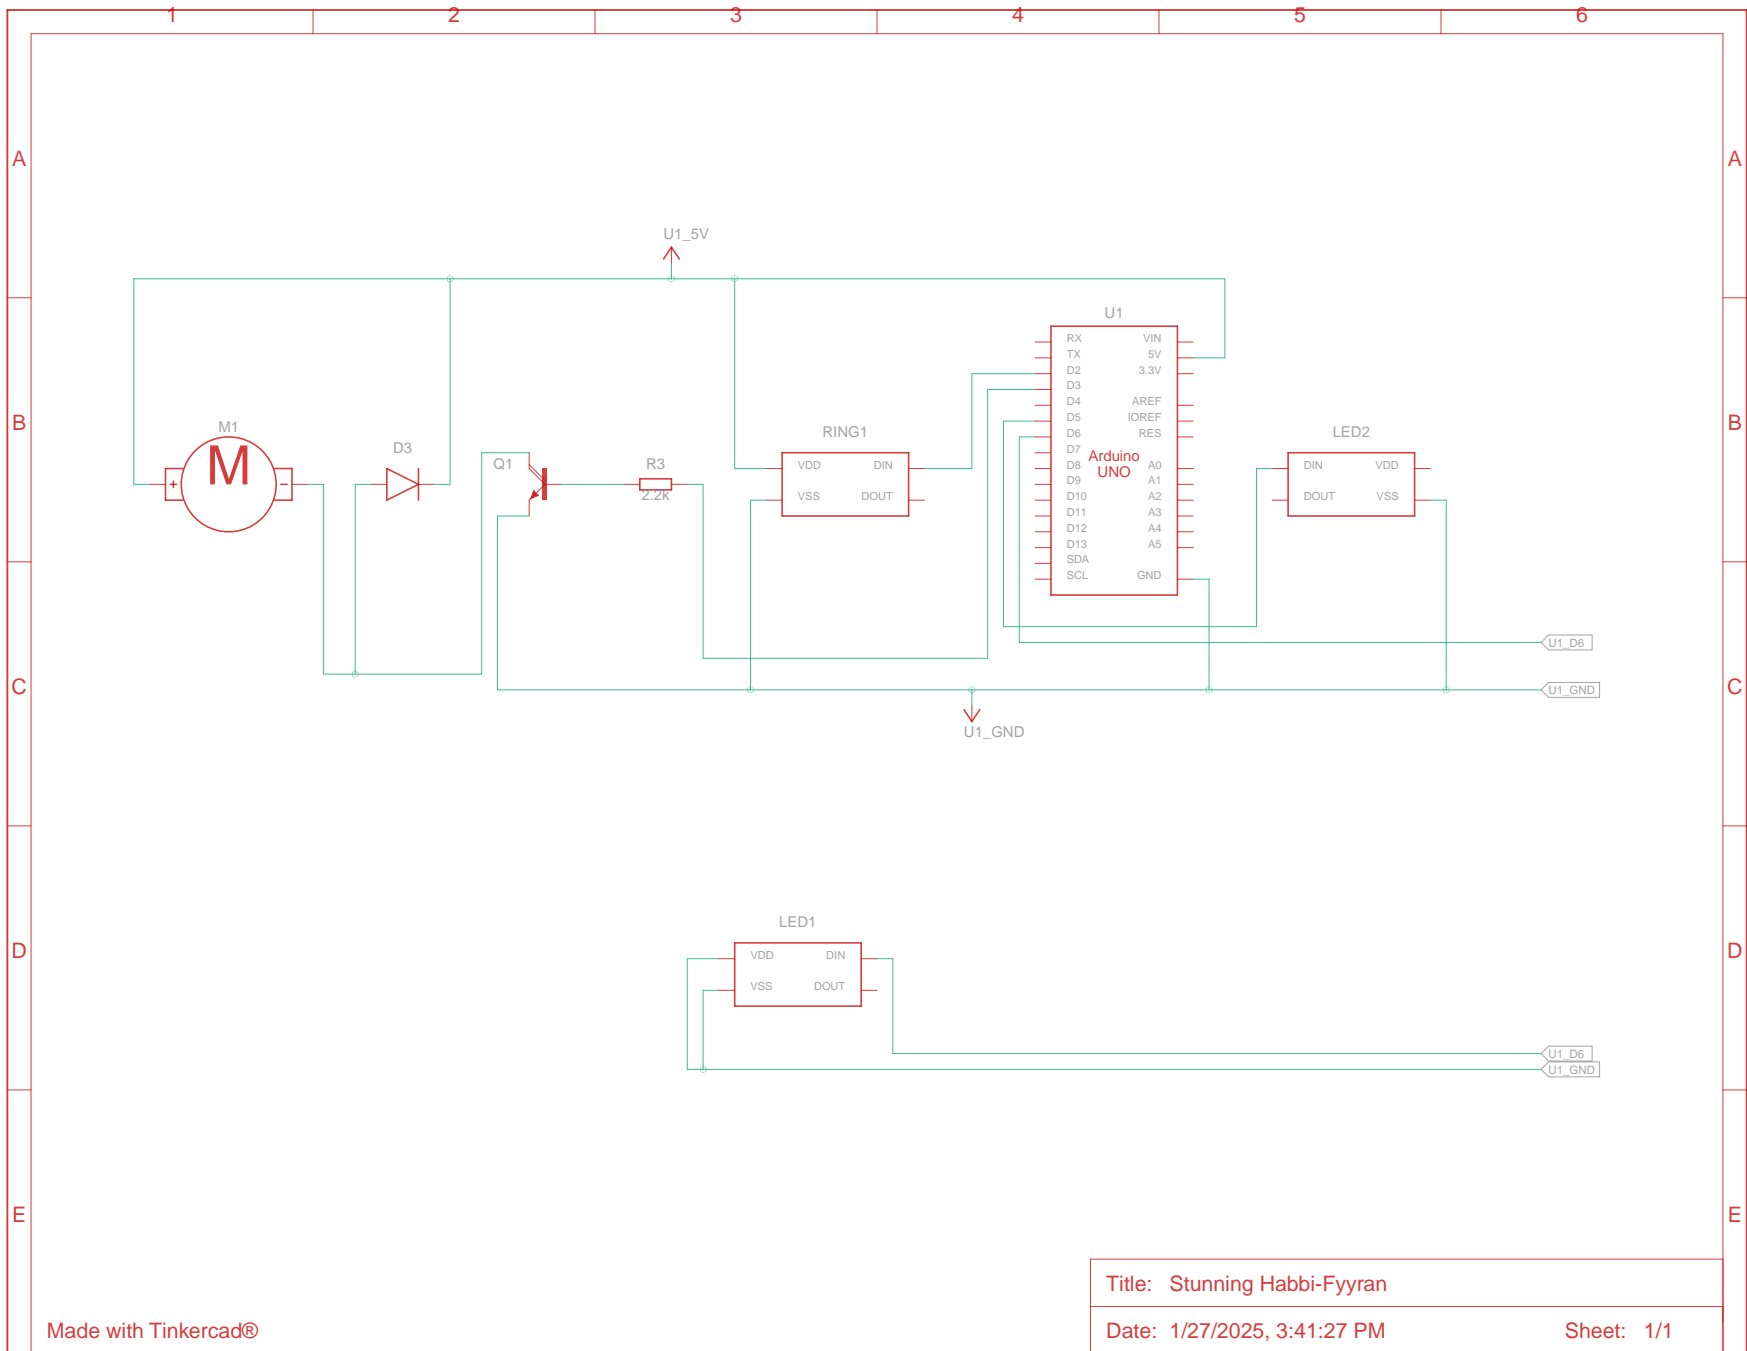 1 2 3 4 5 6
A A
U1_5V
B B
U1
RX VIN
TX 5V
D2 3.3V
D3
D4 AREF
D5 IOREF
D6 RES
D7
D8 A0
D9 A1
D10 A2
D11 A3
D12 A4
D13 A5
SDA
SCL GND
Arduino
UNO
M1
M
+ -
D3
Q1
R3
2.2k
RING1
VDD DIN
VSS DOUT
LED2
DIN VDD
DOUT VSS
U1_D6
C C
U1_GND
U1_GND
LED1
D D
VDD DIN
VSS DOUT
U1_D6
U1_GND
E E
Title: Stunning Habbi-Fyyran
Made with Tinkercad®
Date: 1/27/2025, 3:41:27 PM Sheet: 1/1